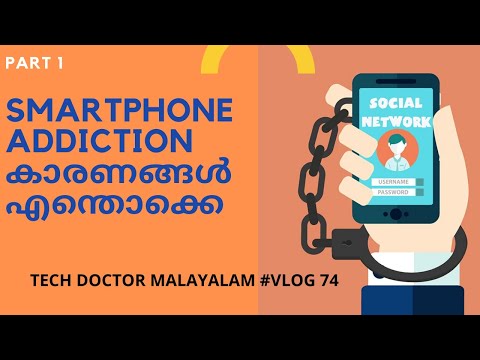 PART 1
SMARTPHONE
ADDICTION
കാരണങ്ങൾ
എന്തൊക്കെ
SOCIAL
NETWORK
USERNAME
PASSWORD
TECH DOCTOR MALAYALAM #VLOG 74